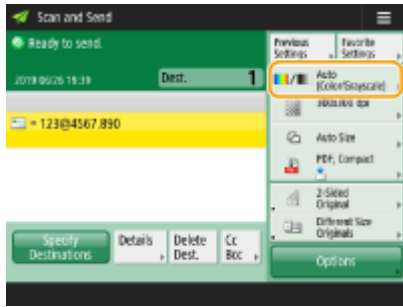 Scan and Send
Ready to send.
2019 06/26 15:39
Dest. 1
123@4567.890
Specify
Destinations
Details
Delete
Dest.
Cc
Bcc
Previous
Settings
Favorite
Settings
Auto
(Color/Grayscale)
300x300 dpi
Auto Size
PDF, Compact
2-Sided
Original
Different Size
Originals
Options